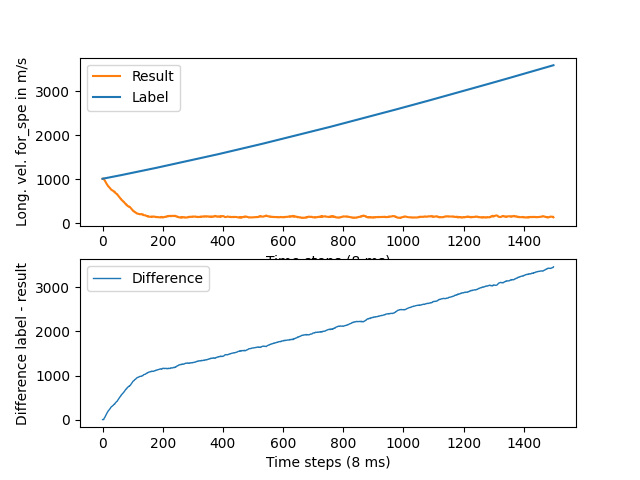 Long. vel. for_spe in m/s
3000
2000
1000
0
Result
Label
0 200 400 600 800 1000 1200 1400
Time steps (8 ms)
Difference label - result
3000
2000
1000
0
Difference
0 200 400 600 800 1000 1200 1400
Time steps (8 ms)